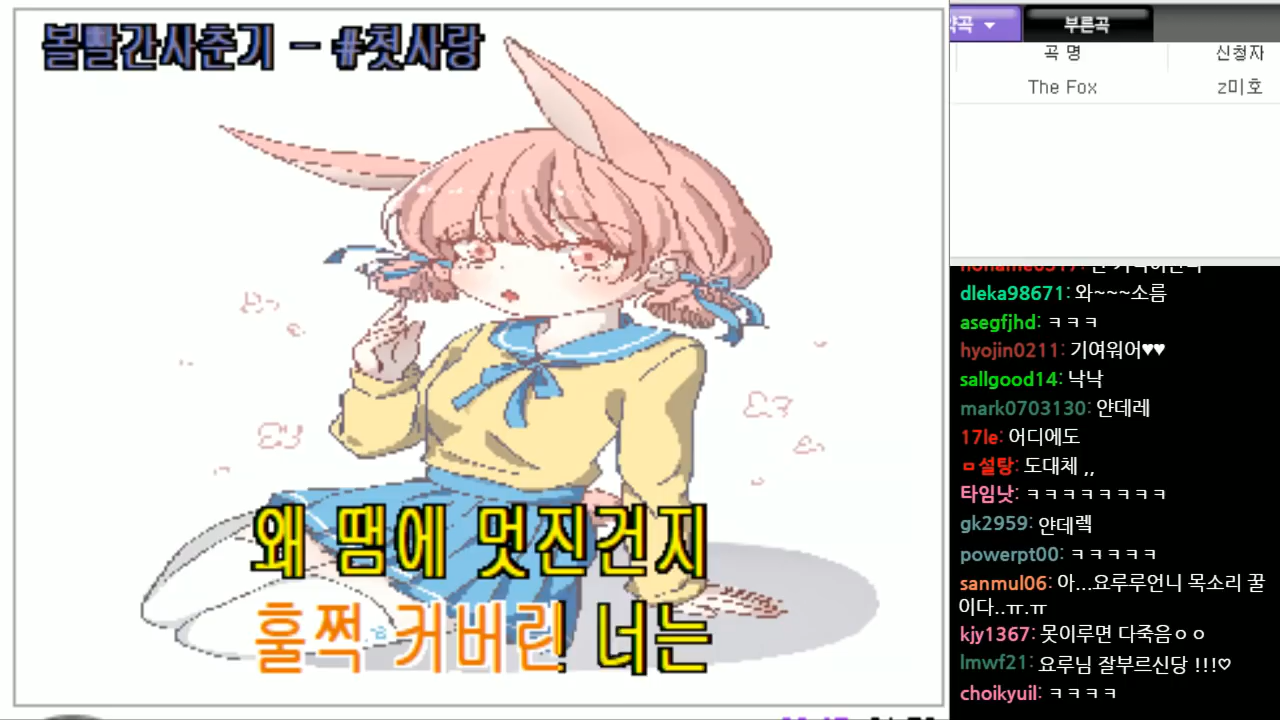 볼빨간사춘기 - #첫사랑
왜 땜에 멋진건지
훌쩍 커버린 너는
약곡 부른곡
곡 명 신청자
The Fox z미호
dleka98671: 와~~~소름
asegfjhd: ㅋㅋㅋ
hyojin0211: 기여워어♥♥
sallgood14: 낙낙
mark0703130: 얀데레
17le: 어디에도
ㅁ설탕: 도대체 ,,
타임낫: ㅋㅋㅋㅋㅋㅋㅋㅋ
gk2959: 얀데렉
powerpt00: ㅋㅋㅋㅋㅋ
sanmul06: 아...요루루언니 목소리 꿀
이다..ㅠ.ㅠ
kjy1367: 못이루면 다죽음ㅇㅇ
lmwf21: 요루님 잘부르신당 !!!♡
choikyuil: ㅋㅋㅋㅋ